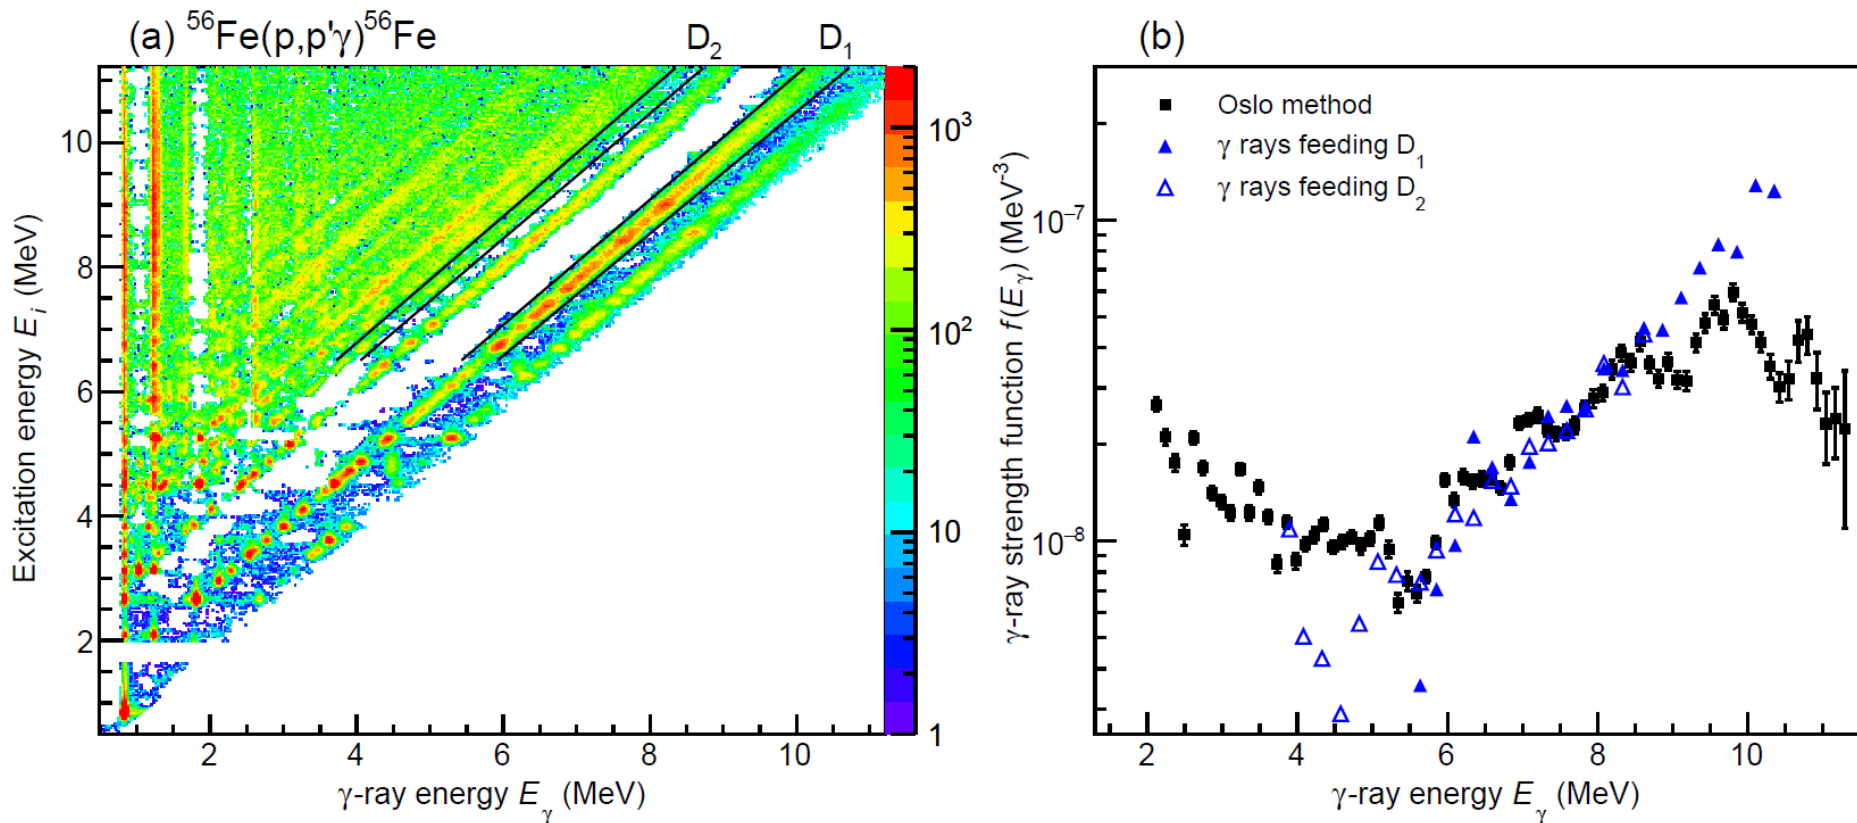 (a) ⁵⁶Fe(p,p'γ)⁵⁶Fe
D₂
D₁
Excitation energy Eᵢ (MeV)
10
8
6
4
2
2
4
6
8
10
γ-ray energy E_γ (MeV)
10³
10²
10
1
(b)
Oslo method
γ rays feeding D₁
γ rays feeding D₂
γ-ray strength function f(E_γ) (MeV⁻³)
10⁻⁷
10⁻⁸
2
4
6
8
10
γ-ray energy E_γ (MeV)